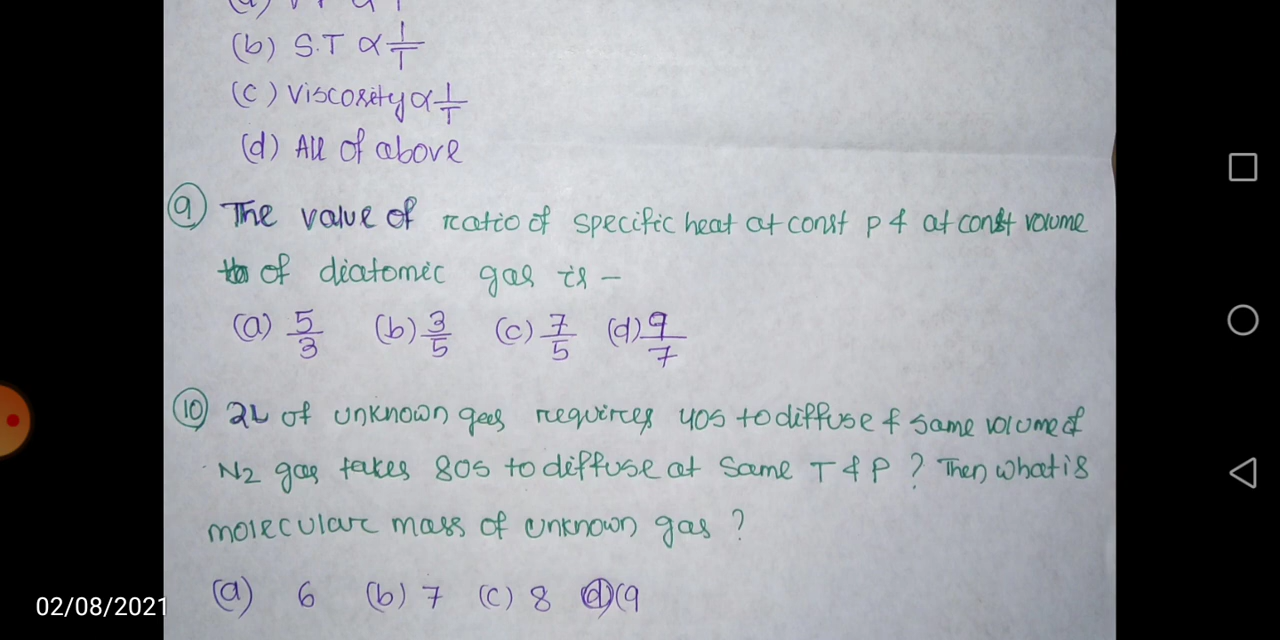 (b) S.T ∝ 1/T
(c) Viscosity ∝ 1/T
(d) All of above
9 The value of ratio of specific heat at const p & at const volume
of diatomic gas is –
(a) 5/3 (b) 3/5 (c) 7/5 (d) 9/7
10 2L of unknown gas requires 40s to diffuse & same volume of
N2 gas takes 80s to diffuse at same T & P ? Then what is
molecular mass of unknown gas ?
(a) 6 (b) 7 (c) 8 (d) 9
02/08/2021